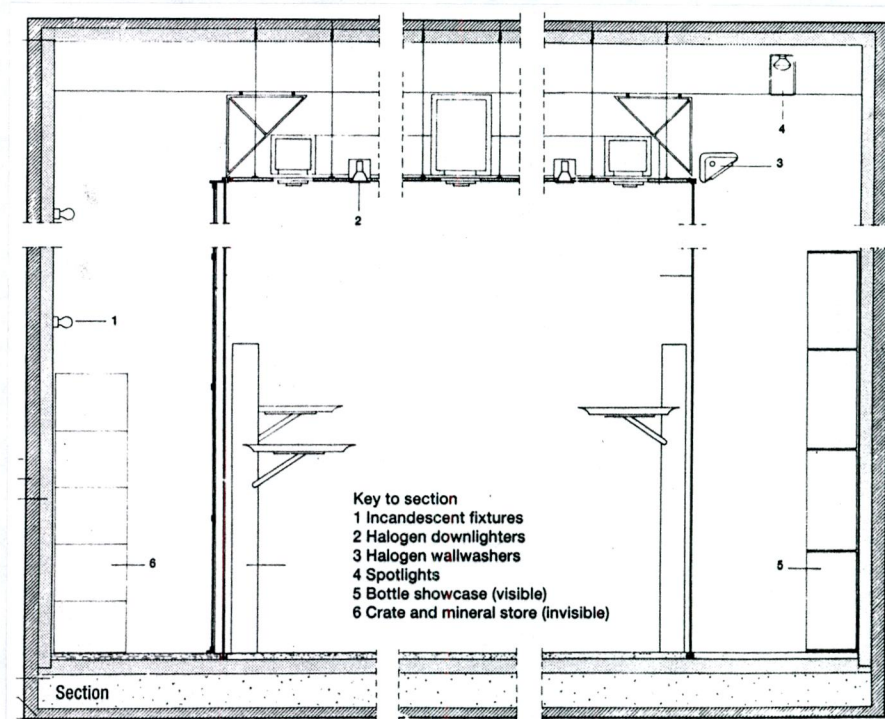 4
3
2
1
Key to section
1 Incandescent fixtures
2 Halogen downlighters
3 Halogen wallwashers
4 Spotlights
5 Bottle showcase (visible)
6 Crate and mineral store (invisible)
6
5
Section